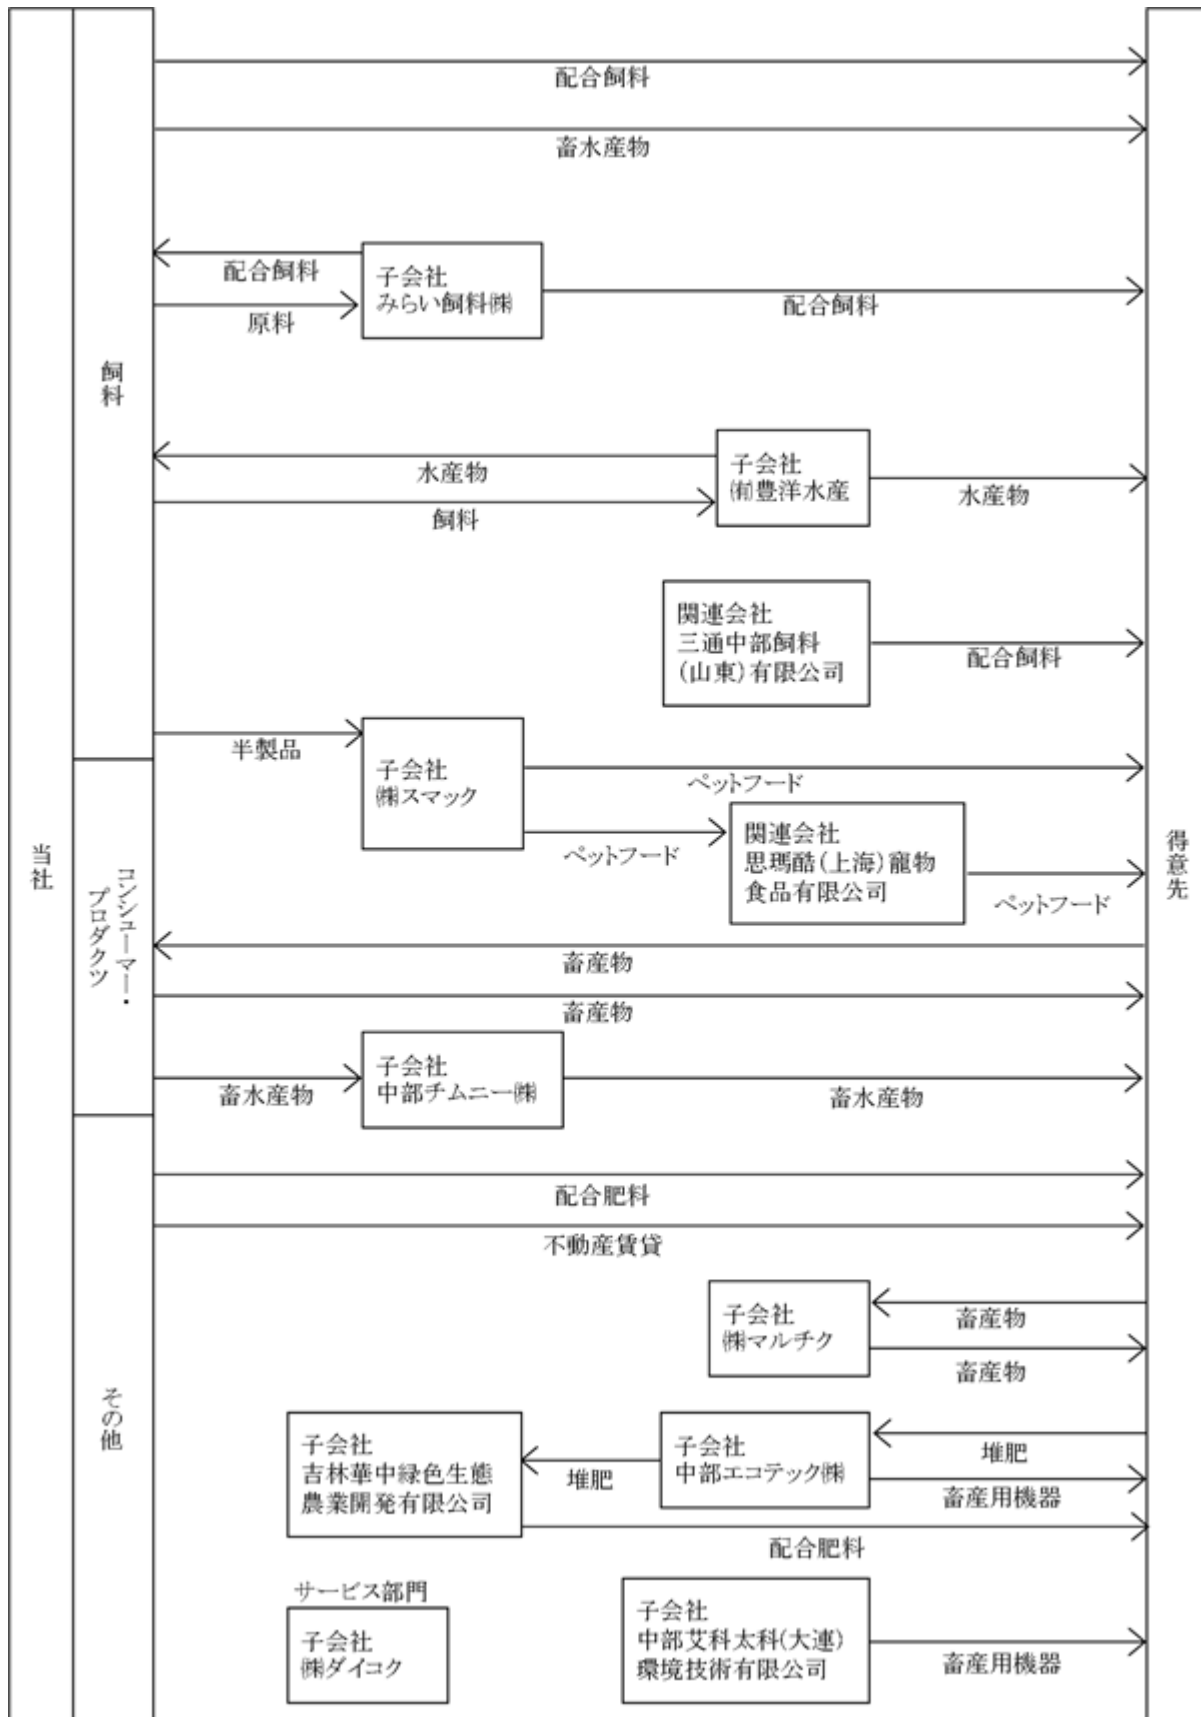 配合飼料
畜水産物
配合飼料
原料
子会社
みらい飼料㈱
配合飼料
飼料
水産物
飼料
子会社
㈲豊洋水産
水産物
関連会社
三通中部飼料
(山東)有限公司
配合飼料
半製品
子会社
㈱スマック
ペットフード
ペットフード
関連会社
思瑪酷(上海)寵物
食品有限公司
ペットフード
当社
コンシューマー・
プロダクツ
得意先
畜産物
畜産物
畜水産物
子会社
中部チムニー㈱
畜水産物
配合肥料
不動産賃貸
子会社
㈱マルチク
畜産物
畜産物
その他
子会社
吉林華中緑色生態
農業開発有限公司
堆肥
子会社
中部エコテック㈱
堆肥
畜産用機器
配合肥料
サービス部門
子会社
㈱ダイコク
子会社
中部艾科太科(大連)
環境技術有限公司
畜産用機器